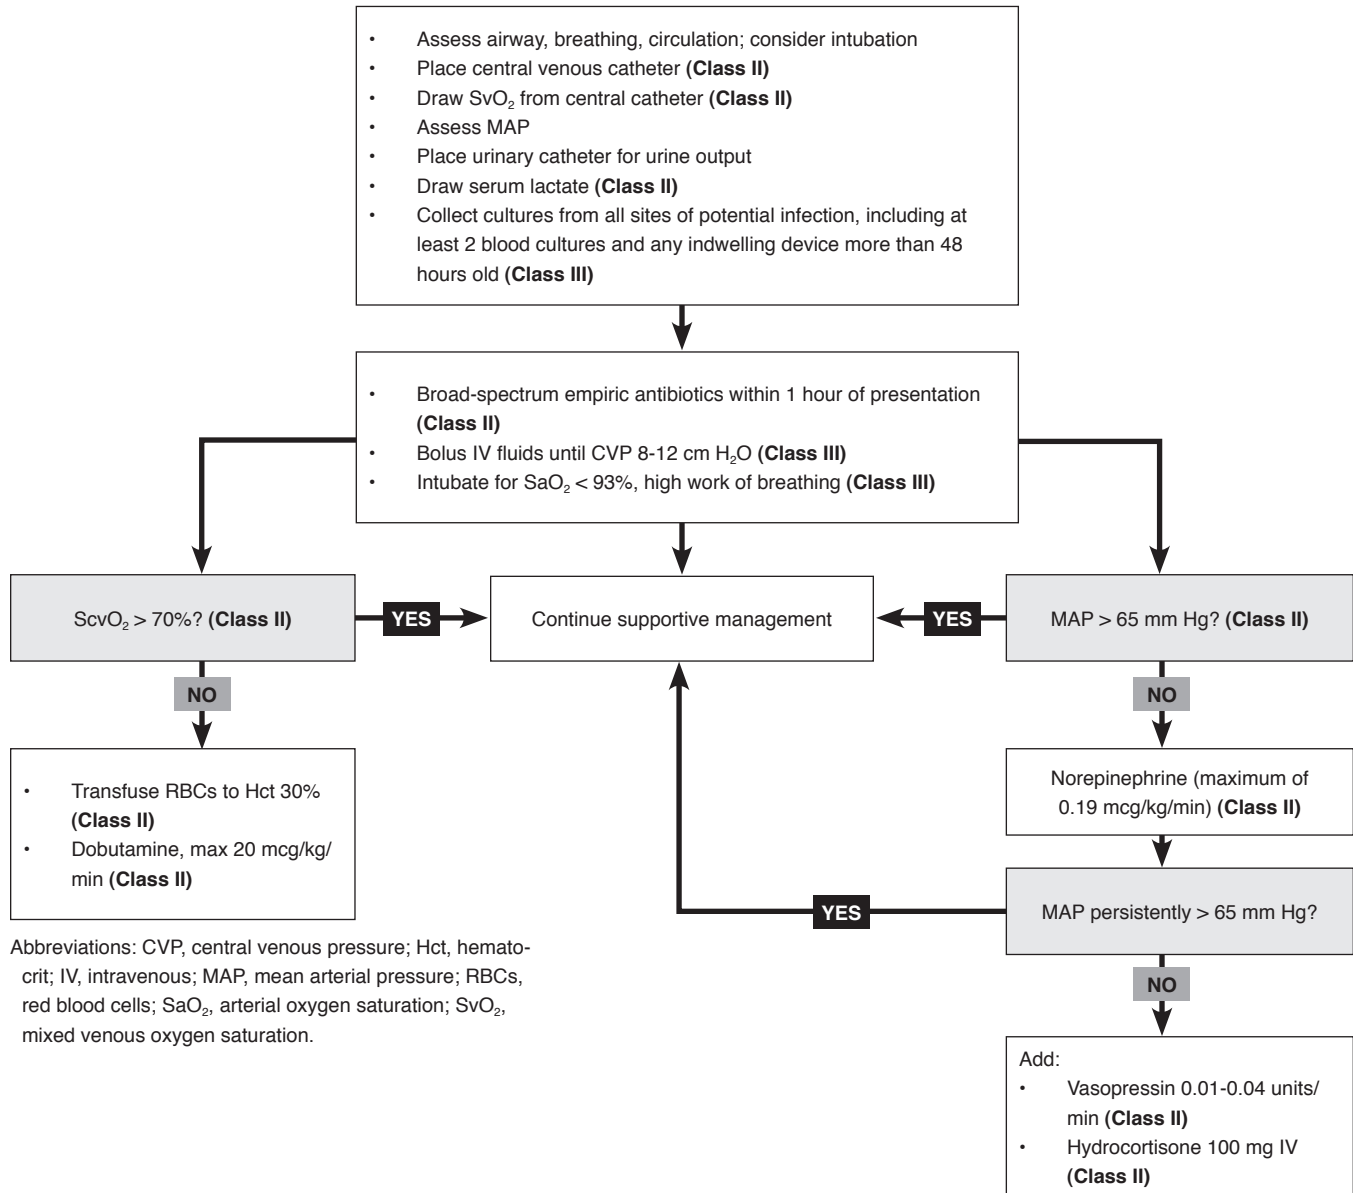 • Assess airway, breathing, circulation; consider intubation
• Place central venous catheter (Class II)
• Draw SvO₂ from central catheter (Class II)
• Assess MAP
• Place urinary catheter for urine output
• Draw serum lactate (Class II)
• Collect cultures from all sites of potential infection, including at
least 2 blood cultures and any indwelling device more than 48
hours old (Class III)
• Broad-spectrum empiric antibiotics within 1 hour of presentation
(Class II)
• Bolus IV fluids until CVP 8-12 cm H₂O (Class III)
• Intubate for SaO₂ < 93%, high work of breathing (Class III)
ScvO₂ > 70%? (Class II)
YES
Continue supportive management
YES
MAP > 65 mm Hg? (Class II)
NO
NO
• Transfuse RBCs to Hct 30%
(Class II)
• Dobutamine, max 20 mcg/kg/
min (Class II)
Norepinephrine (maximum of
0.19 mcg/kg/min) (Class II)
YES
MAP persistently > 65 mm Hg?
NO
Abbreviations: CVP, central venous pressure; Hct, hemato-
crit; IV, intravenous; MAP, mean arterial pressure; RBCs,
red blood cells; SaO₂, arterial oxygen saturation; SvO₂,
mixed venous oxygen saturation.
Add:
• Vasopressin 0.01-0.04 units/
min (Class II)
• Hydrocortisone 100 mg IV
(Class II)